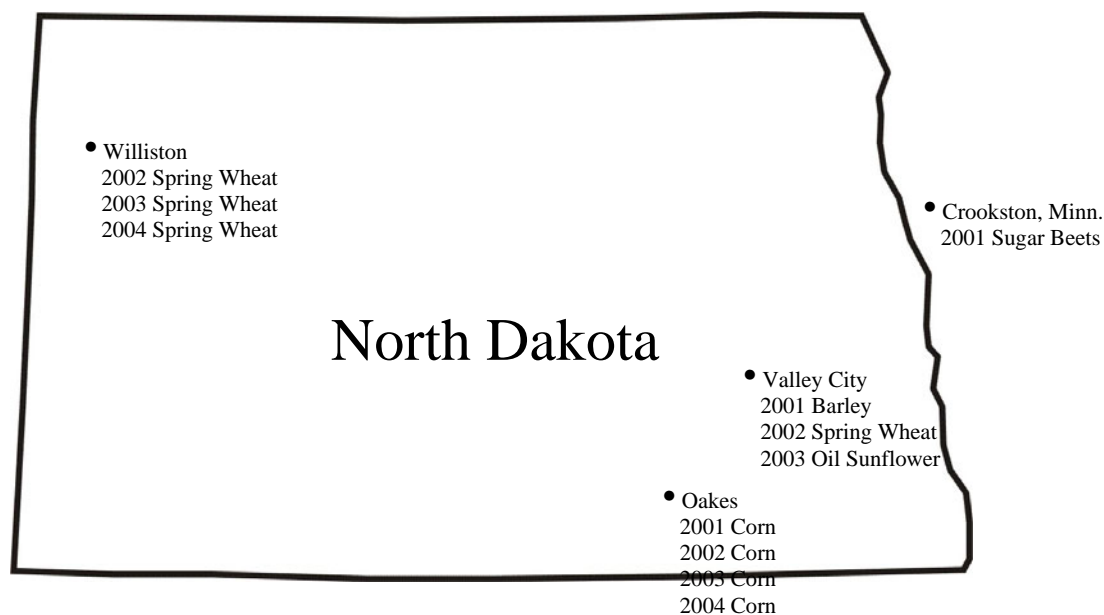 Williston
2002 Spring Wheat
2003 Spring Wheat
2004 Spring Wheat
Crookston, Minn.
2001 Sugar Beets
North Dakota
Valley City
2001 Barley
2002 Spring Wheat
2003 Oil Sunflower
Oakes
2001 Corn
2002 Corn
2003 Corn
2004 Corn